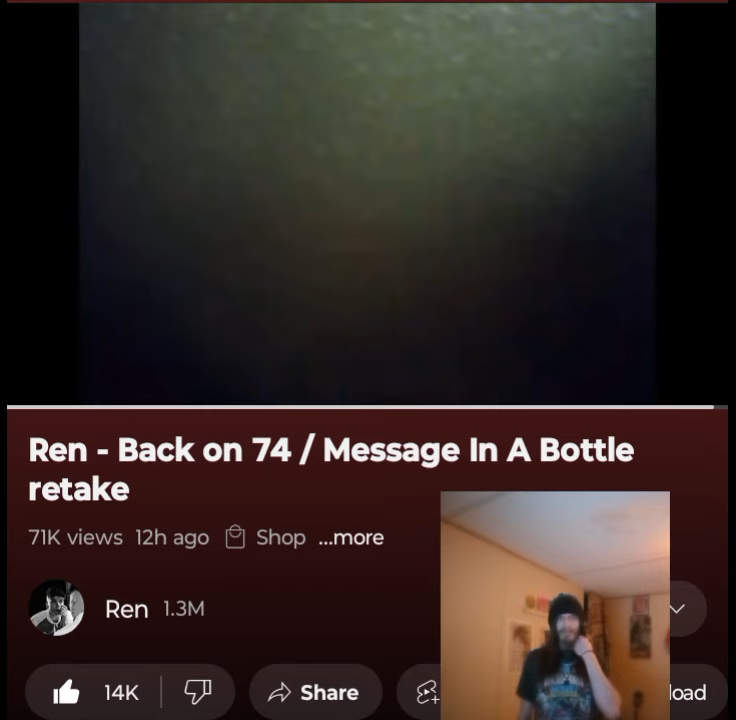 Ren - Back on 74 / Message In A Bottle
retake
71K views 12h ago Shop ...more
Ren 1.3M
14K Share load